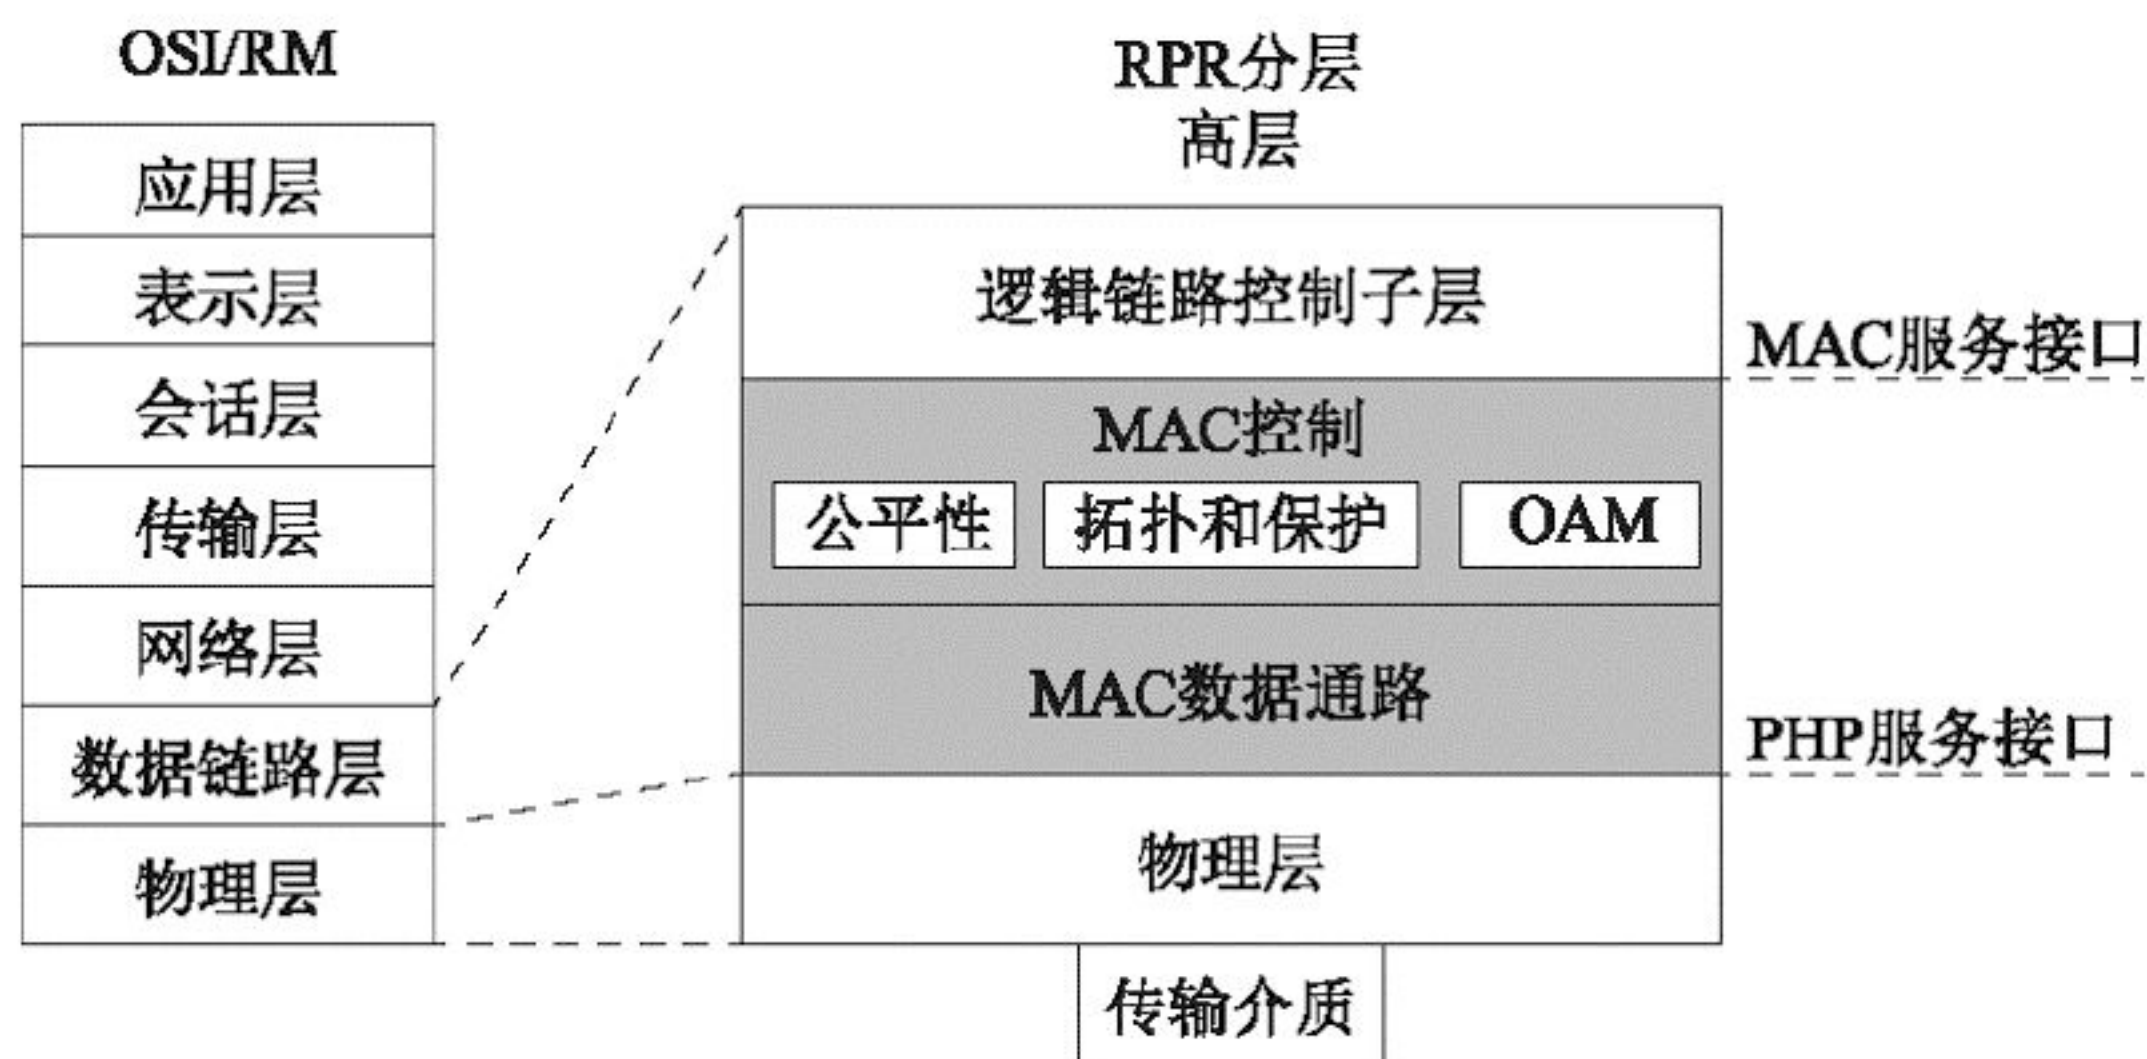 OSI/RM
应用层
表示层
会话层
传输层
网络层
数据链路层
物理层
RPR分层
高层
逻辑链路控制子层
MAC服务接口
MAC控制
公平性
拓扑和保护
OAM
MAC数据通路
PHP服务接口
物理层
传输介质